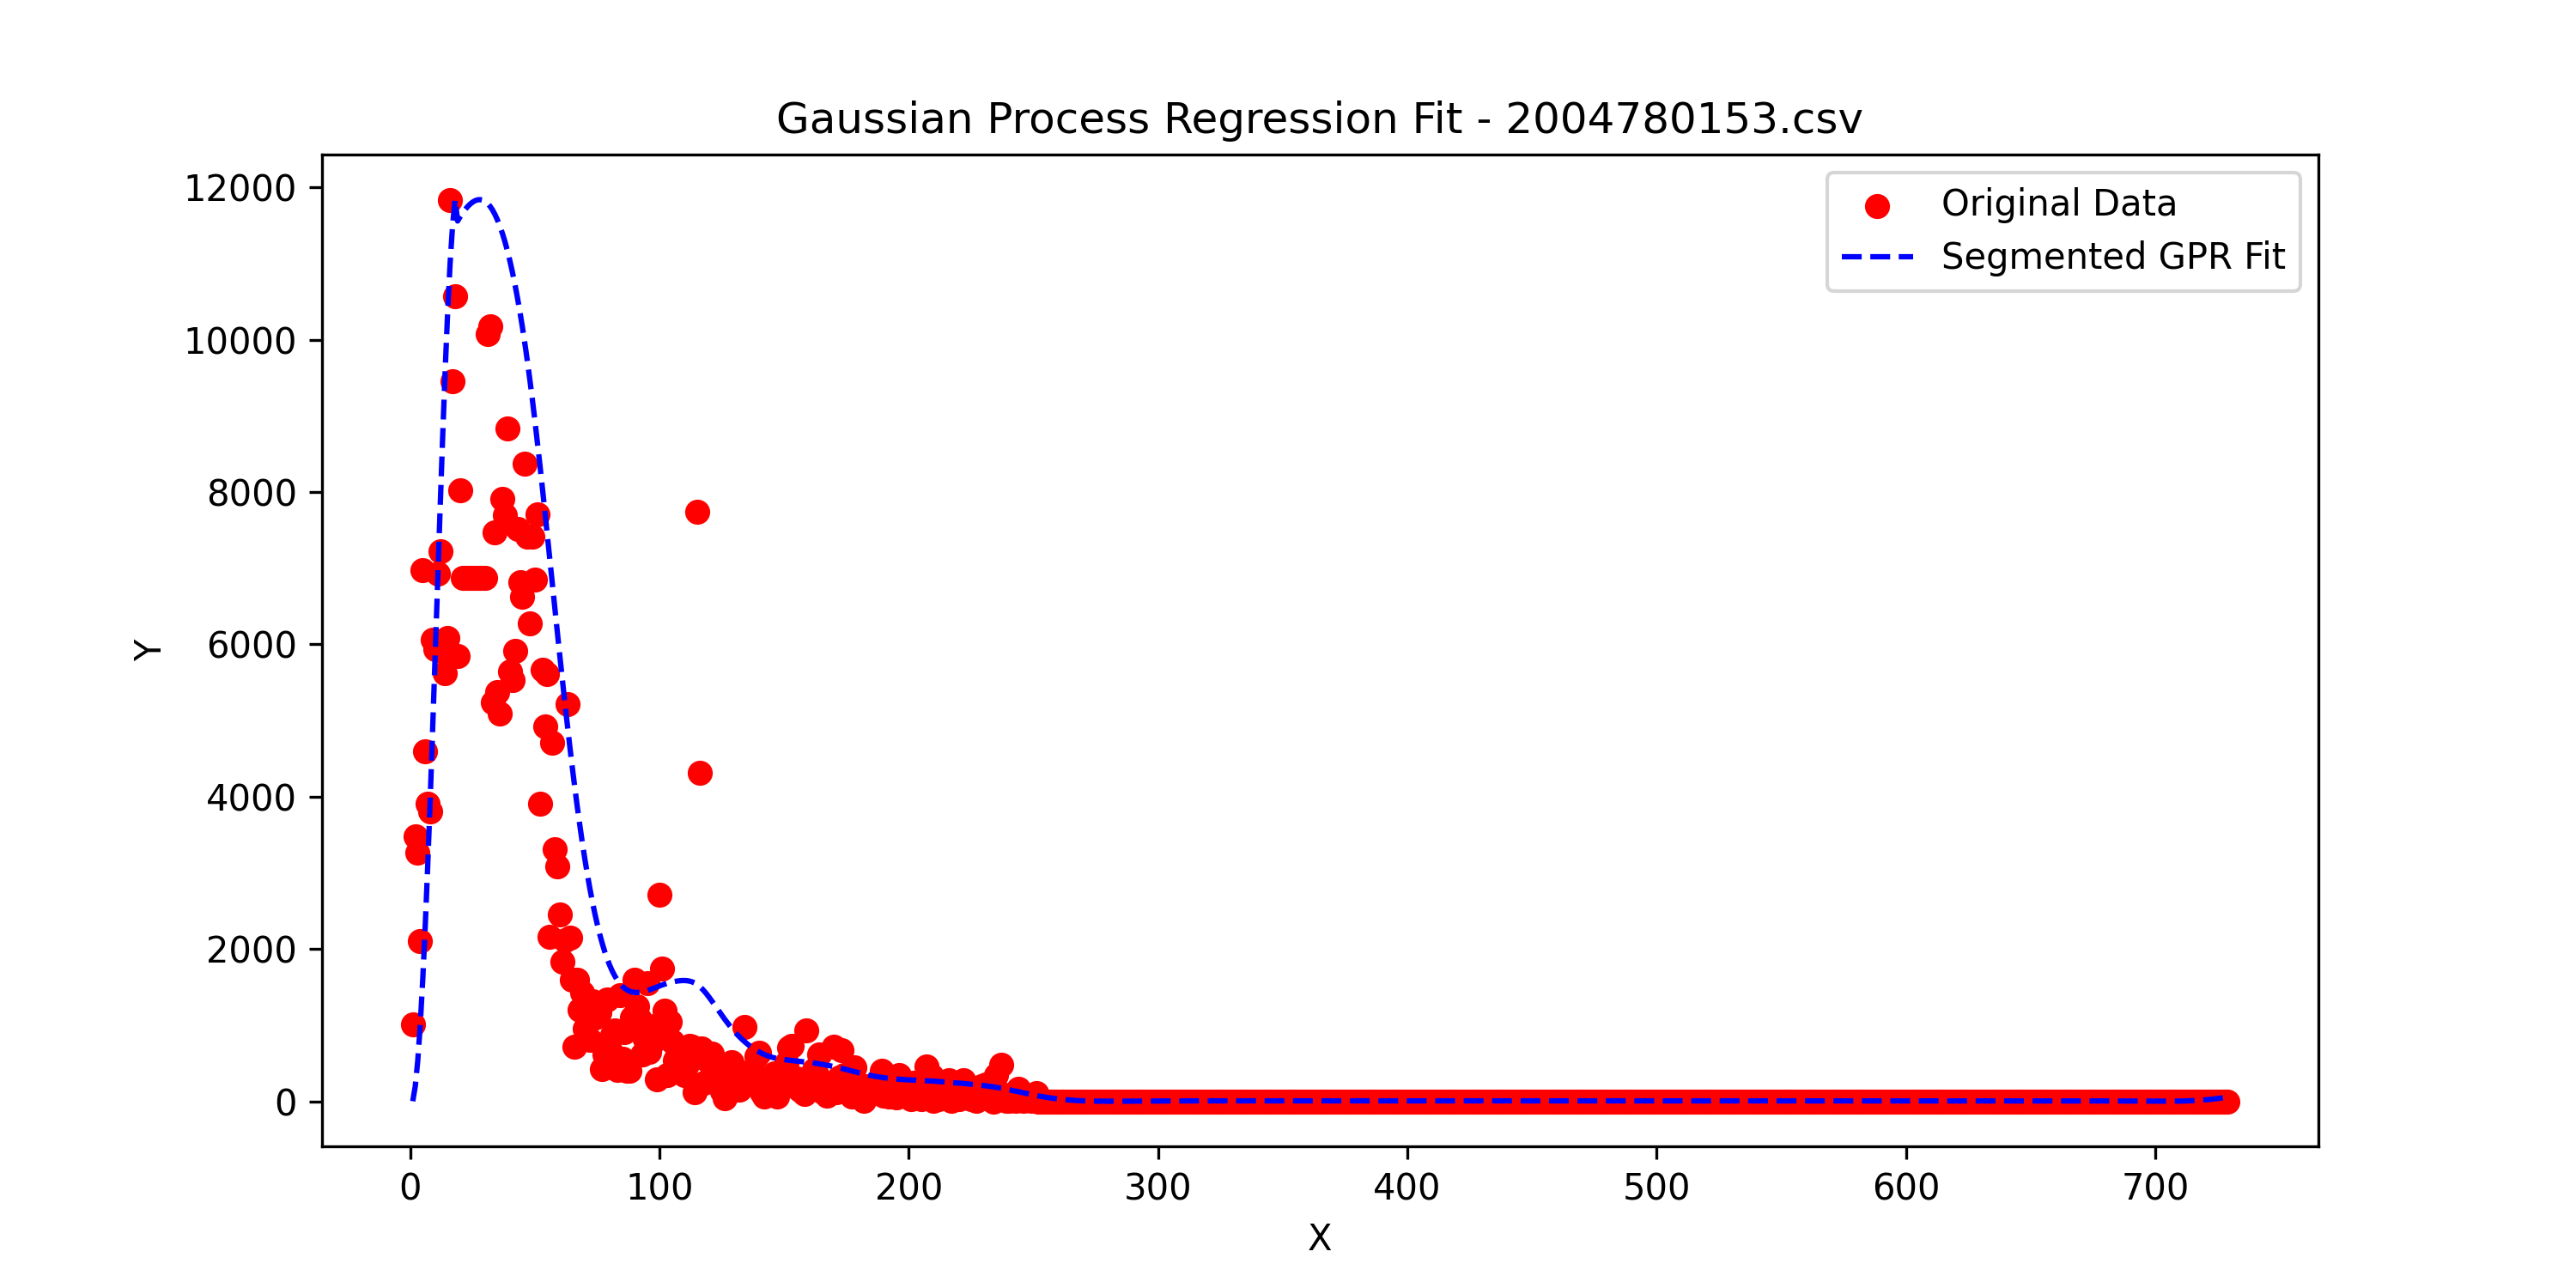 Gaussian Process Regression Fit - 2004780153.csv
Original Data
Segmented GPR Fit
12000
10000
8000
6000
4000
2000
0
Y
0 100 200 300 400 500 600 700
X